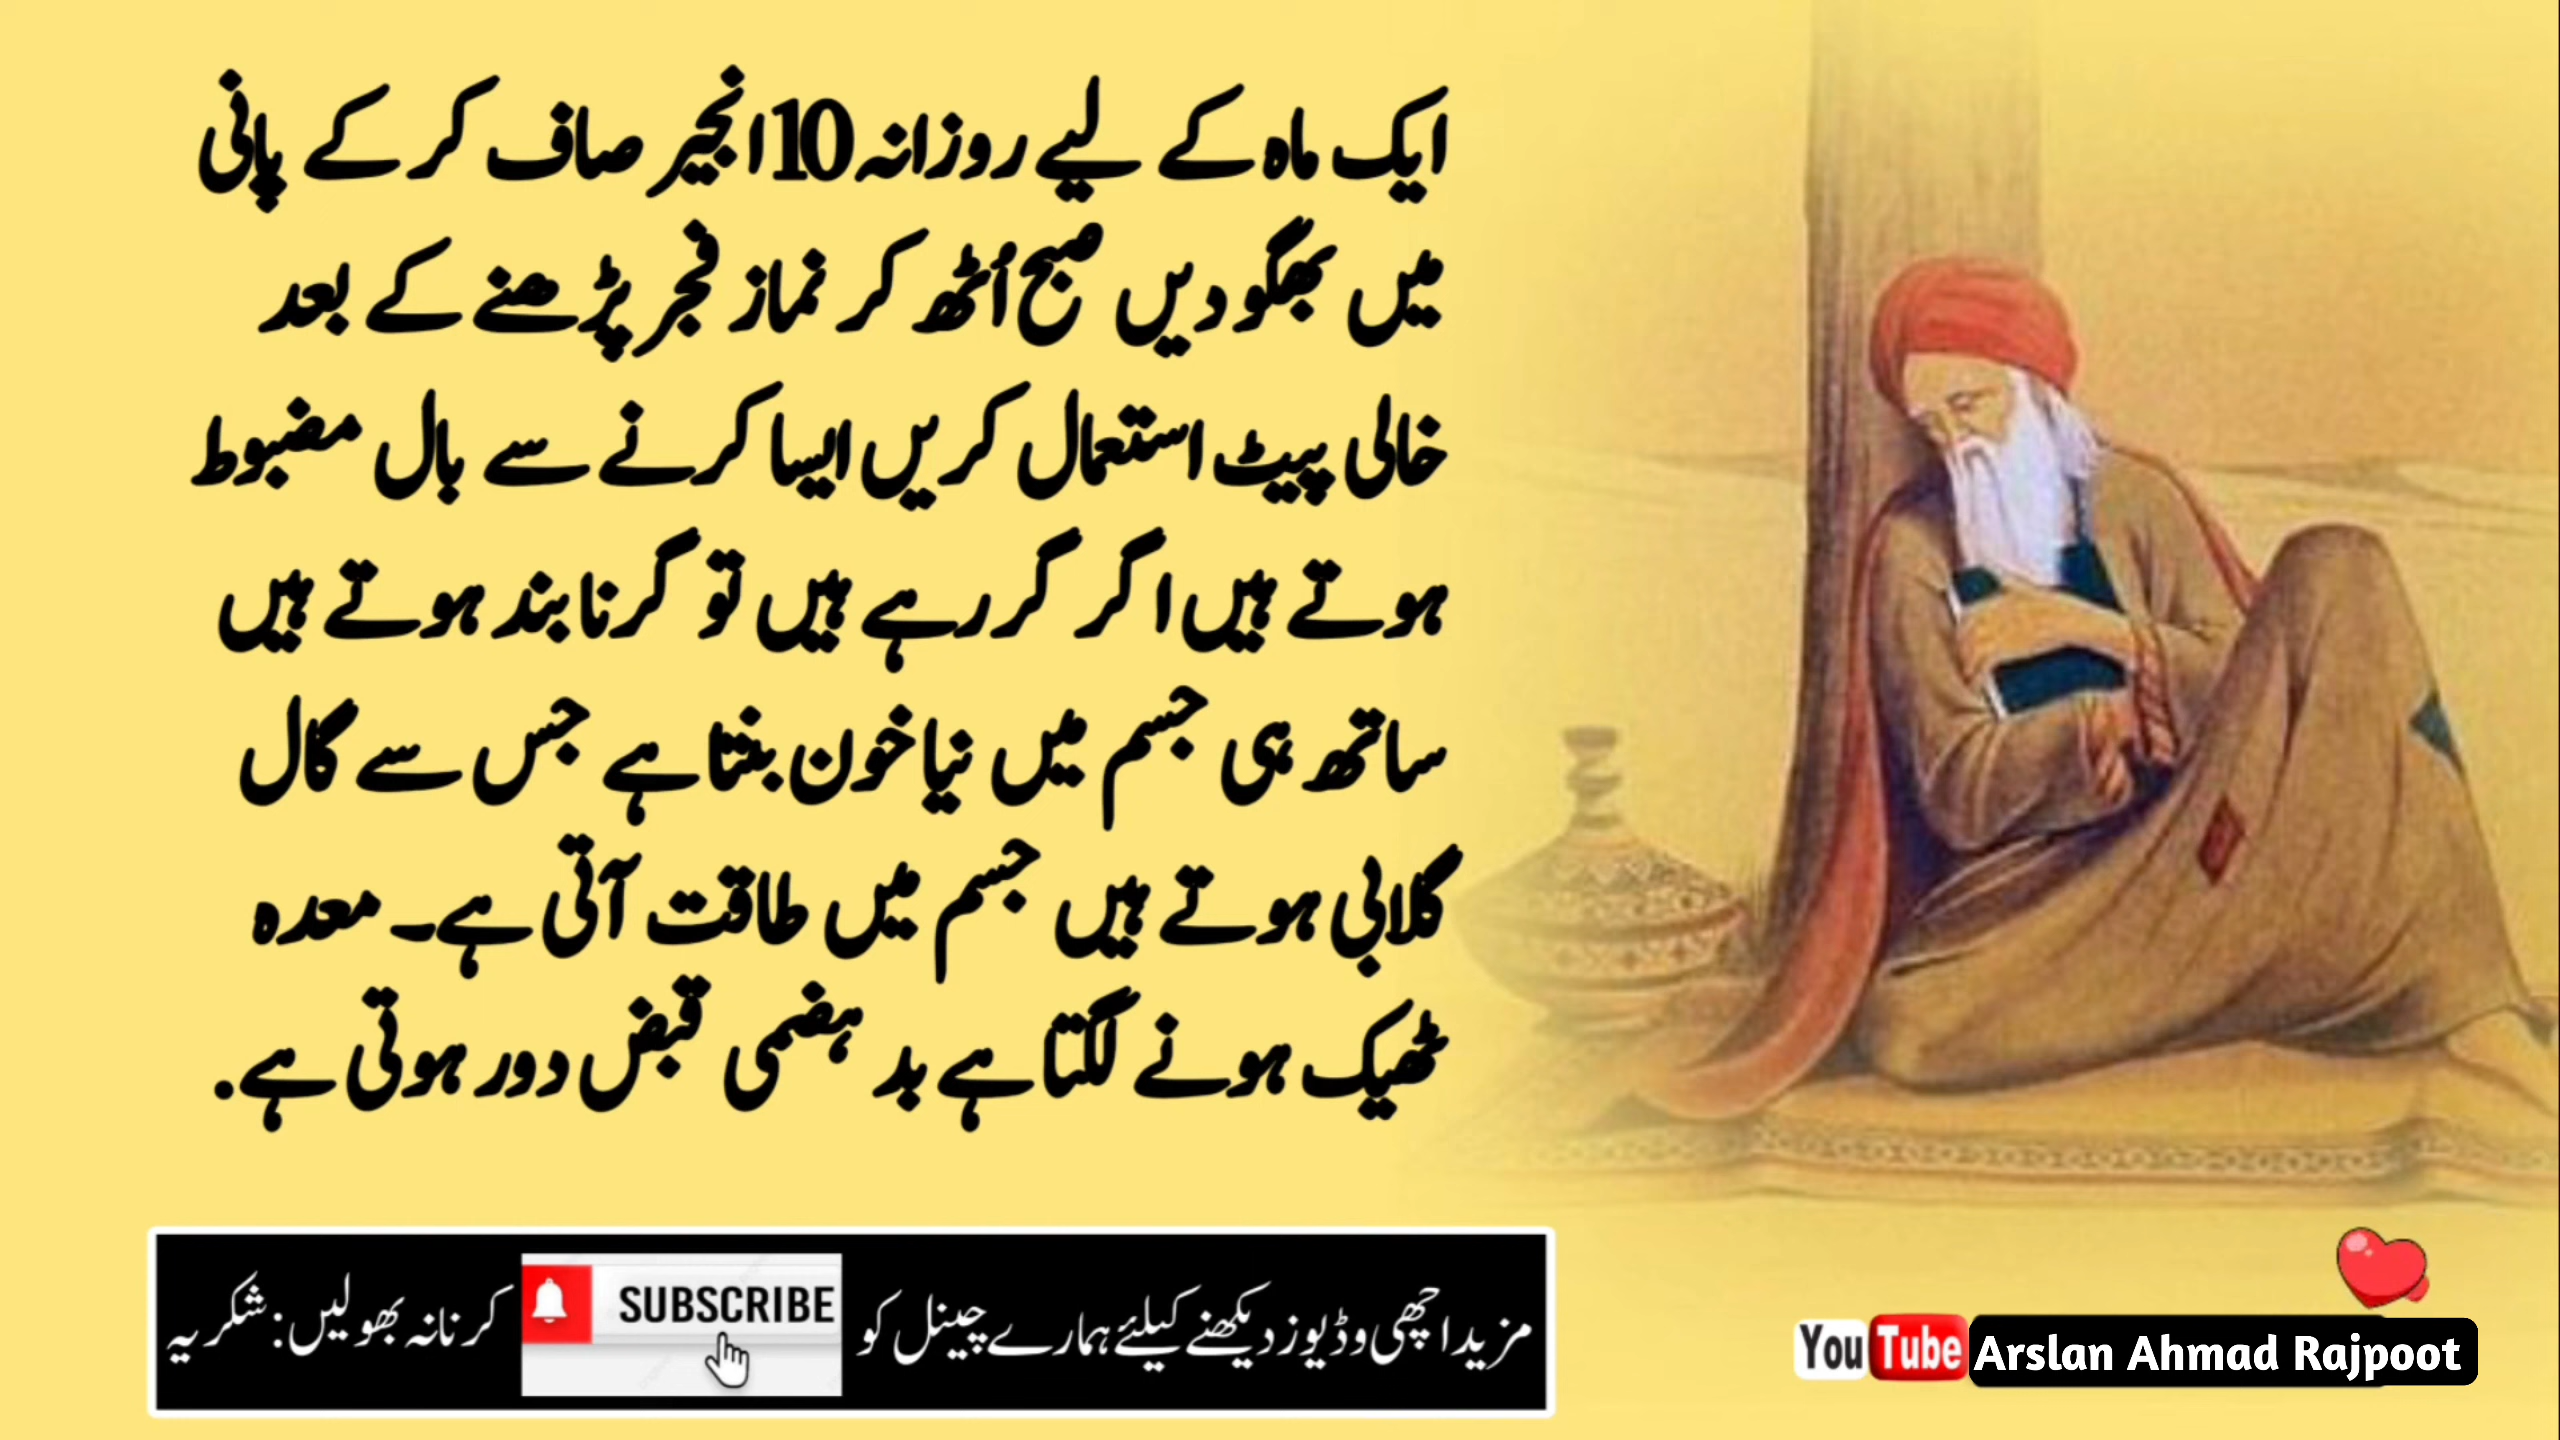 ایک ماہ کے لیے روزانہ 10 انجیر صاف کر کے پانی
میں بھگو دیں صبح اُٹھ کر نماز فجر پڑھنے کے بعد
خالی پیٹ استعمال کریں ایسا کرنے سے بال مضبوط
ہوتے ہیں اگر گر رہے ہیں تو گرنا بند ہوتے ہیں
ساتھ ہی جسم میں نیا خون بنتا ہے جس سے گال
گلابی ہوتے ہیں جسم میں طاقت آتی ہے۔ معدہ
ٹھیک ہونے لگتا ہے بد ہضمی قبض دور ہوتی ہے.
مزید اچھی وڈیوز دیکھنے کیلئے ہمارے چینل کو SUBSCRIBE کرنا نہ بھولیں: شکریہ
YouTube Arslan Ahmad Rajpoot